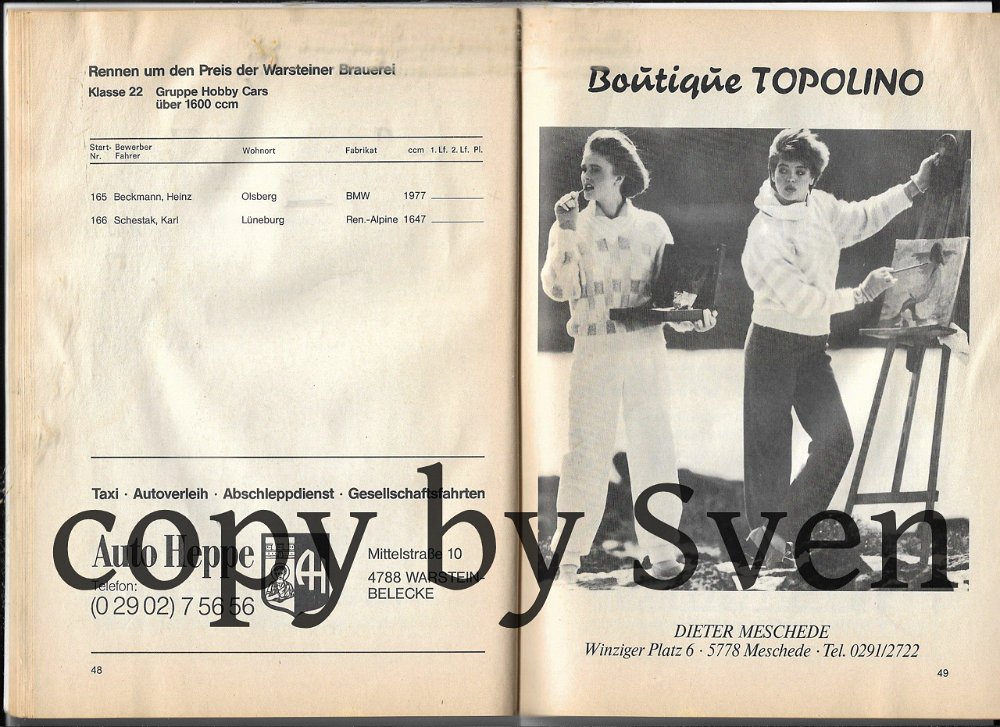 Rennen um den Preis der Warsteiner Brauerei
Klasse 22 Gruppe Hobby Cars
über 1600 ccm
Start- Bewerber Wohnort Fabrikat ccm 1. Lf. 2. Lf. Pl.
Nr. Fahrer
165 Beckmann, Heinz Olsberg BMW 1977
166 Schestak, Karl Lüneburg Ren.-Alpine 1647
Taxi · Autoverleih · Abschleppdienst · Gesellschaftsfahrten
Auto Heppe
AH
Telefon:
(0 29 02) 7 56 56
Mittelstraße 10
4788 WARSTEIN-
BELECKE
48
Boutique TOPOLINO
DIETER MESCHEDE
Winziger Platz 6 · 5778 Meschede · Tel. 0291/2722
49
copy by Sven